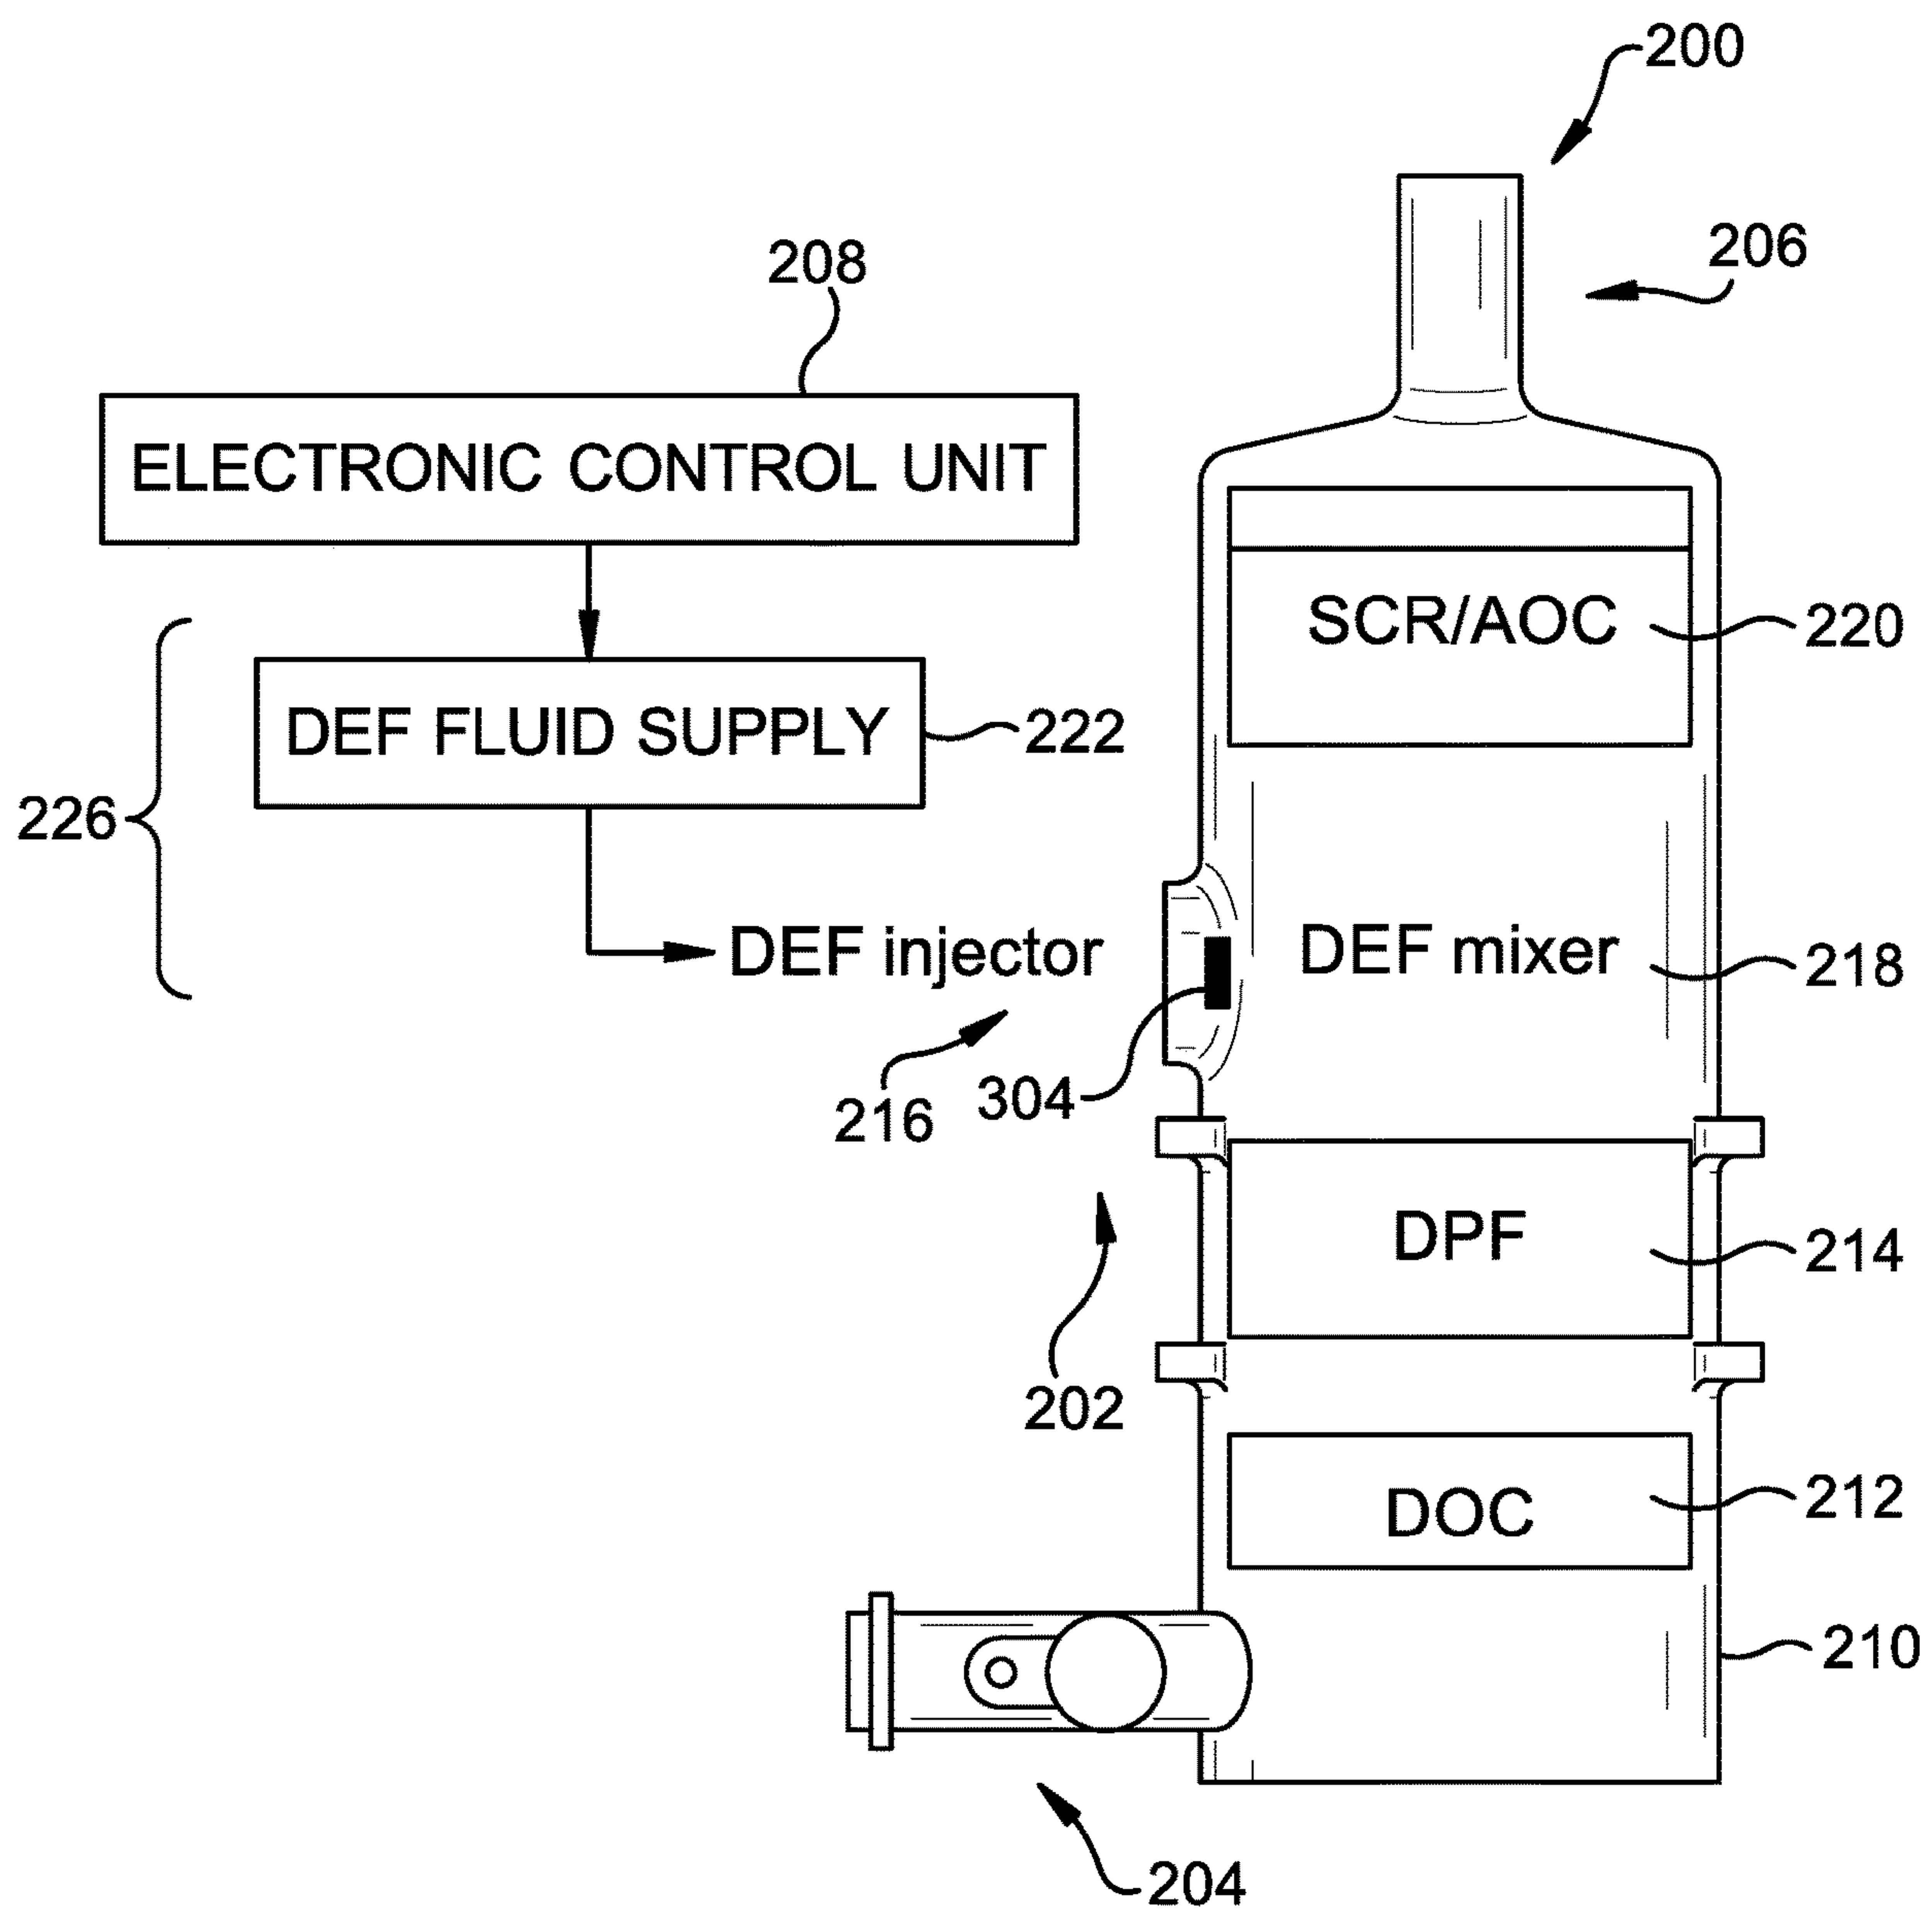 200
206
208
ELECTRONIC CONTROL UNIT
SCR/AOC
220
DEF FLUID SUPPLY
222
226
DEF injector
DEF mixer
218
304
216
DPF
214
202
DOC
212
210
204